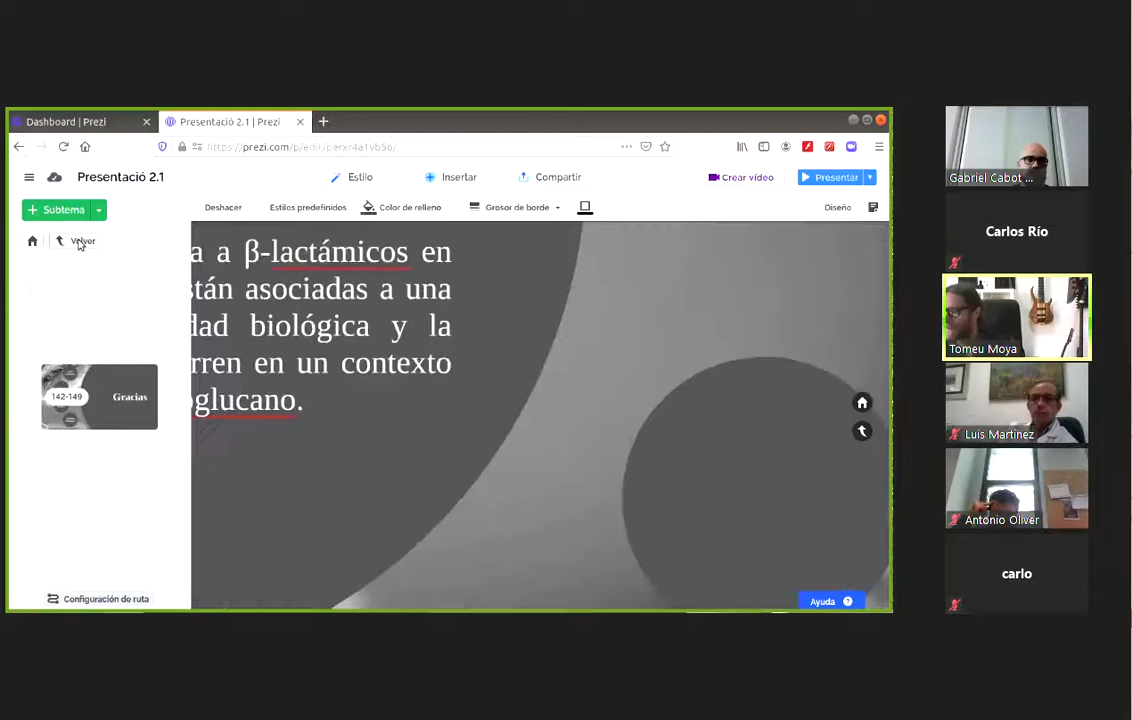 Dashboard | Prezi
Presentació 2.1 | Prezi
https://prezi.com/p/edit/perxr4a1vb56/
Presentació 2.1
Estilo
Insertar
Compartir
Crear vídeo
Presentar
+ Subtema
Deshacer
Estilos predefinidos
Color de relleno
Grosor de borde
Diseño
Volver
a a β-lactámicos en
stán asociadas a una
dad biológica y la
rren en un contexto
oglucano.
142-149
Gracias
Configuración de ruta
Ayuda
Gabriel Cabot ...
Carlos Río
Tomeu Moya
Luis Martinez
Antonio Oliver
carlo